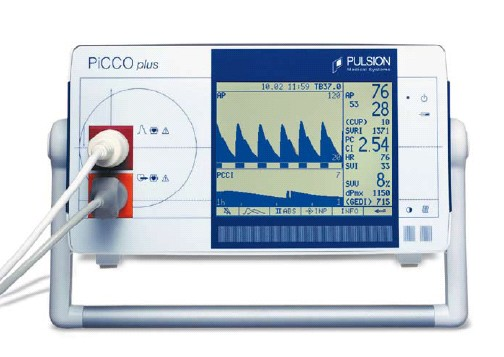 PiCCO plus
PULSION
Medical Systems
10.02 11:59 TB37.0
AP 120
20
PCCI 7
1h
AP 76
53 28
(CVP) 10
SVRI 1371
PC
CI 2.54
HR 76
SVI 33
SVV 8%
dPmx 1150
(GEDI) 715
ABS INP INFO